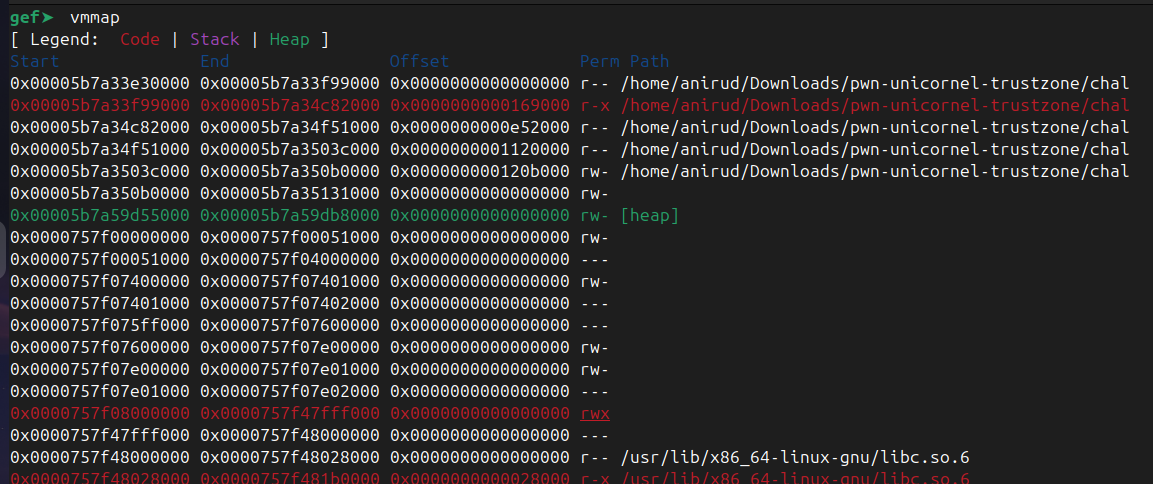 gef➤  vmmap
[ Legend:  Code | Stack | Heap ]
Start              End                Offset             Perm Path
0x00005b7a33e30000 0x00005b7a33f99000 0x0000000000000000 r-- /home/anirud/Downloads/pwn-unicornel-trustzone/chal
0x00005b7a33f99000 0x00005b7a34c82000 0x0000000000169000 r-x /home/anirud/Downloads/pwn-unicornel-trustzone/chal
0x00005b7a34c82000 0x00005b7a34f51000 0x0000000000e52000 r-- /home/anirud/Downloads/pwn-unicornel-trustzone/chal
0x00005b7a34f51000 0x00005b7a3503c000 0x0000000001120000 r-- /home/anirud/Downloads/pwn-unicornel-trustzone/chal
0x00005b7a3503c000 0x00005b7a350b0000 0x000000000120b000 rw- /home/anirud/Downloads/pwn-unicornel-trustzone/chal
0x00005b7a350b0000 0x00005b7a35131000 0x0000000000000000 rw-
0x00005b7a59d55000 0x00005b7a59db8000 0x0000000000000000 rw- [heap]
0x0000757f00000000 0x0000757f00051000 0x0000000000000000 rw-
0x0000757f00051000 0x0000757f04000000 0x0000000000000000 ---
0x0000757f07400000 0x0000757f07401000 0x0000000000000000 rw-
0x0000757f07401000 0x0000757f07402000 0x0000000000000000 ---
0x0000757f075ff000 0x0000757f07600000 0x0000000000000000 ---
0x0000757f07600000 0x0000757f07e00000 0x0000000000000000 rw-
0x0000757f07e00000 0x0000757f07e01000 0x0000000000000000 rw-
0x0000757f07e01000 0x0000757f07e02000 0x0000000000000000 ---
0x0000757f08000000 0x0000757f47fff000 0x0000000000000000 rwx
0x0000757f47fff000 0x0000757f48000000 0x0000000000000000 ---
0x0000757f48000000 0x0000757f48028000 0x0000000000000000 r-- /usr/lib/x86_64-linux-gnu/libc.so.6
0x0000757f48028000 0x0000757f481b0000 0x0000000000028000 r-x /usr/lib/x86_64-linux-gnu/libc.so.6